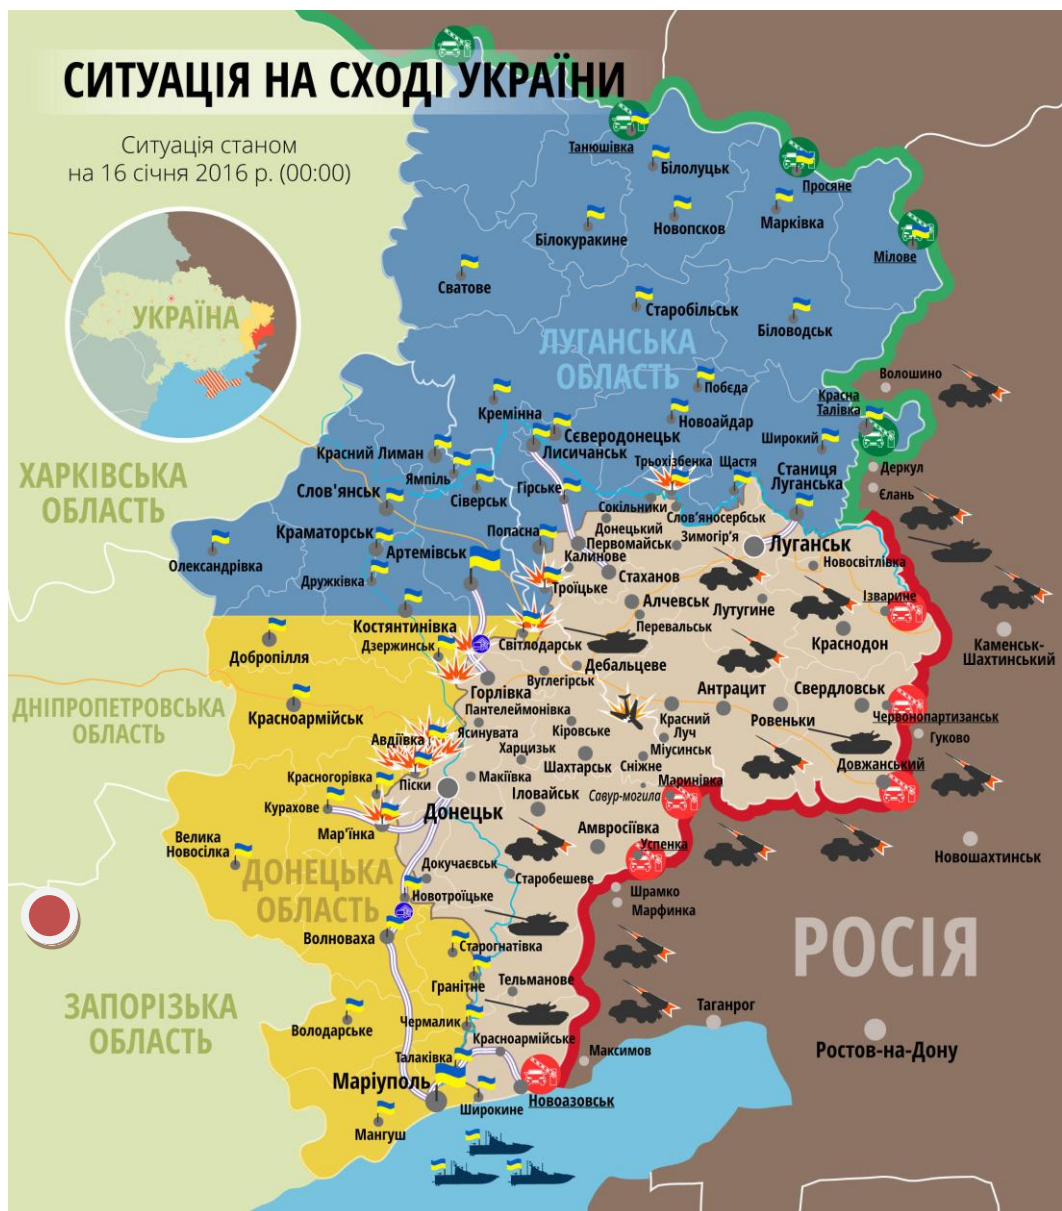 СИТУАЦІЯ НА СХОДІ УКРАЇНИ
Ситуація станом
на 16 січня 2016 р. (00:00)
УКРАЇНА
Танюшівка
Білолуцьк
Просяне
Білокуракине
Новопсков
Марківка
Мілове
Сватове
Старобільськ
Біловодськ
ЛУГАНСЬКА
ОБЛАСТЬ
Волошино
Побєда
Красна
Талівка
Кремінна
Новоайдар
Сєверодонецьк
Широкий
Красний Лиман
Лисичанськ
Трьохізбенка
Щастя
Станиця
Луганська
Деркул
ХАРКІВСЬКА
ОБЛАСТЬ
Ямпіль
Слов'янськ
Сіверськ
Гірське
Єлань
Сокільники
Слов'яносербськ
Краматорськ
Попасна
Донецький
Зимогір'я
Первомайськ
Луганськ
Артемівськ
Калинове
Новосвітлівка
Олександрівка
Дружківка
Стаханов
Троїцьке
Ізварине
Алчевськ
Лутугине
Перевальськ
Краснодон
Костянтинівка
Дзержинськ
Світлодарськ
Каменськ-
Шахтинський
Добропілля
Дебальцеве
Вуглегірськ
Горлівка
Антрацит
Свердловськ
ДНІПРОПЕТРОВСЬКА
ОБЛАСТЬ
Красноармійськ
Пантелеймонівка
Ровеньки
Червонопартизанськ
Ясинувата
Кіровське
Красний
Луч
Гуково
Авдіївка
Харцизьк
Міусинськ
Шахтарськ
Сніжне
Довжанський
Красногорівка
Піски
Макіївка
Маринівка
Савур-могила
Курахове
Донецьк
Іловайськ
Мар'їнка
Амвросіївка
Велика
Новосілка
Успенка
Новошахтинськ
ДОНЕЦЬКА
ОБЛАСТЬ
Докучаєвськ
Старобешеве
Новотроїцьке
Шрамко
Марфинка
Волноваха
Старогнатівка
РОСІЯ
Гранітне
Тельманове
ЗАПОРІЗЬКА
ОБЛАСТЬ
Таганрог
Володарське
Чермалик
Красноармійське
Ростов-на-Дону
Талаківка
Максимов
Маріуполь
Широкине
Новоазовськ
Мангуш